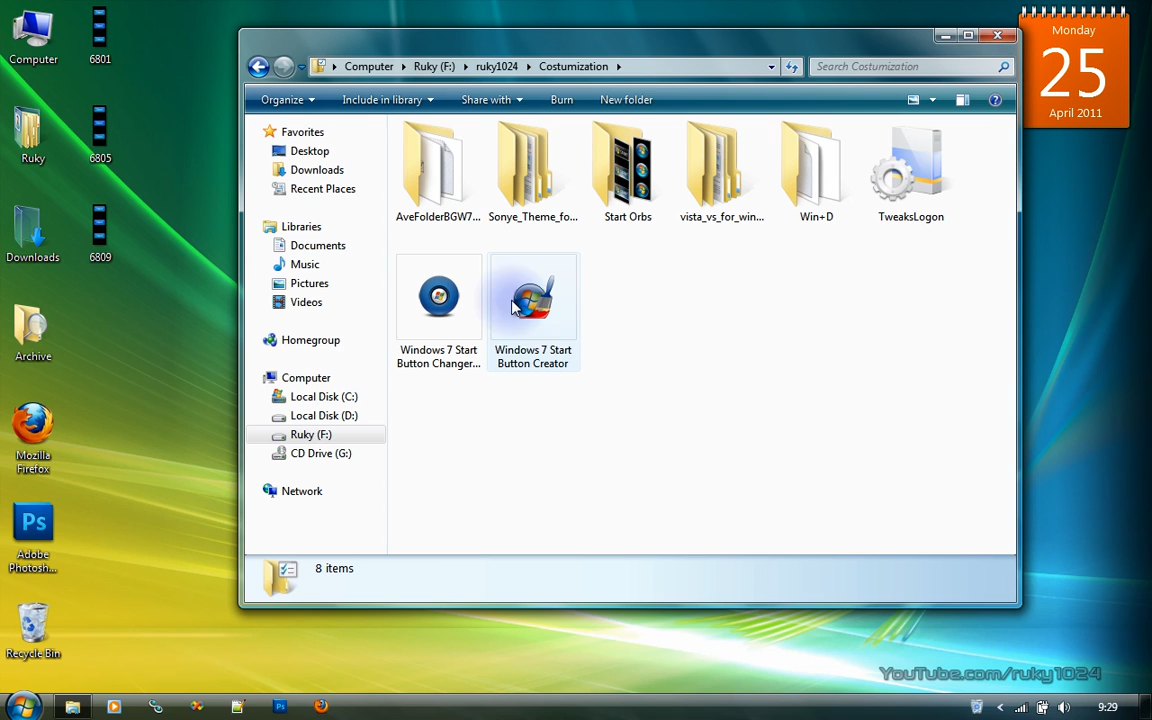 Computer
6801
Ruky
6805
Downloads
6809
Archive
Mozilla
Firefox
Ps
Adobe
Photosh...
Recycle Bin
Computer
Ruky (F:)
ruky1024
Costumization
Search Costumization
Organize
Include in library
Share with
Burn
New folder
Favorites
Desktop
Downloads
Recent Places
Libraries
Documents
Music
Pictures
Videos
Homegroup
Computer
Local Disk (C:)
Local Disk (D:)
Ruky (F:)
CD Drive (G:)
Network
AveFolderBGW7...
Sonye_Theme_fo...
Start Orbs
vista_vs_for_win...
Win+D
TweaksLogon
Windows 7 Start
Button Changer...
Windows 7 Start
Button Creator
8 items
Monday
25
April 2011
YouTube.com/ruky1024
Ps
9:29